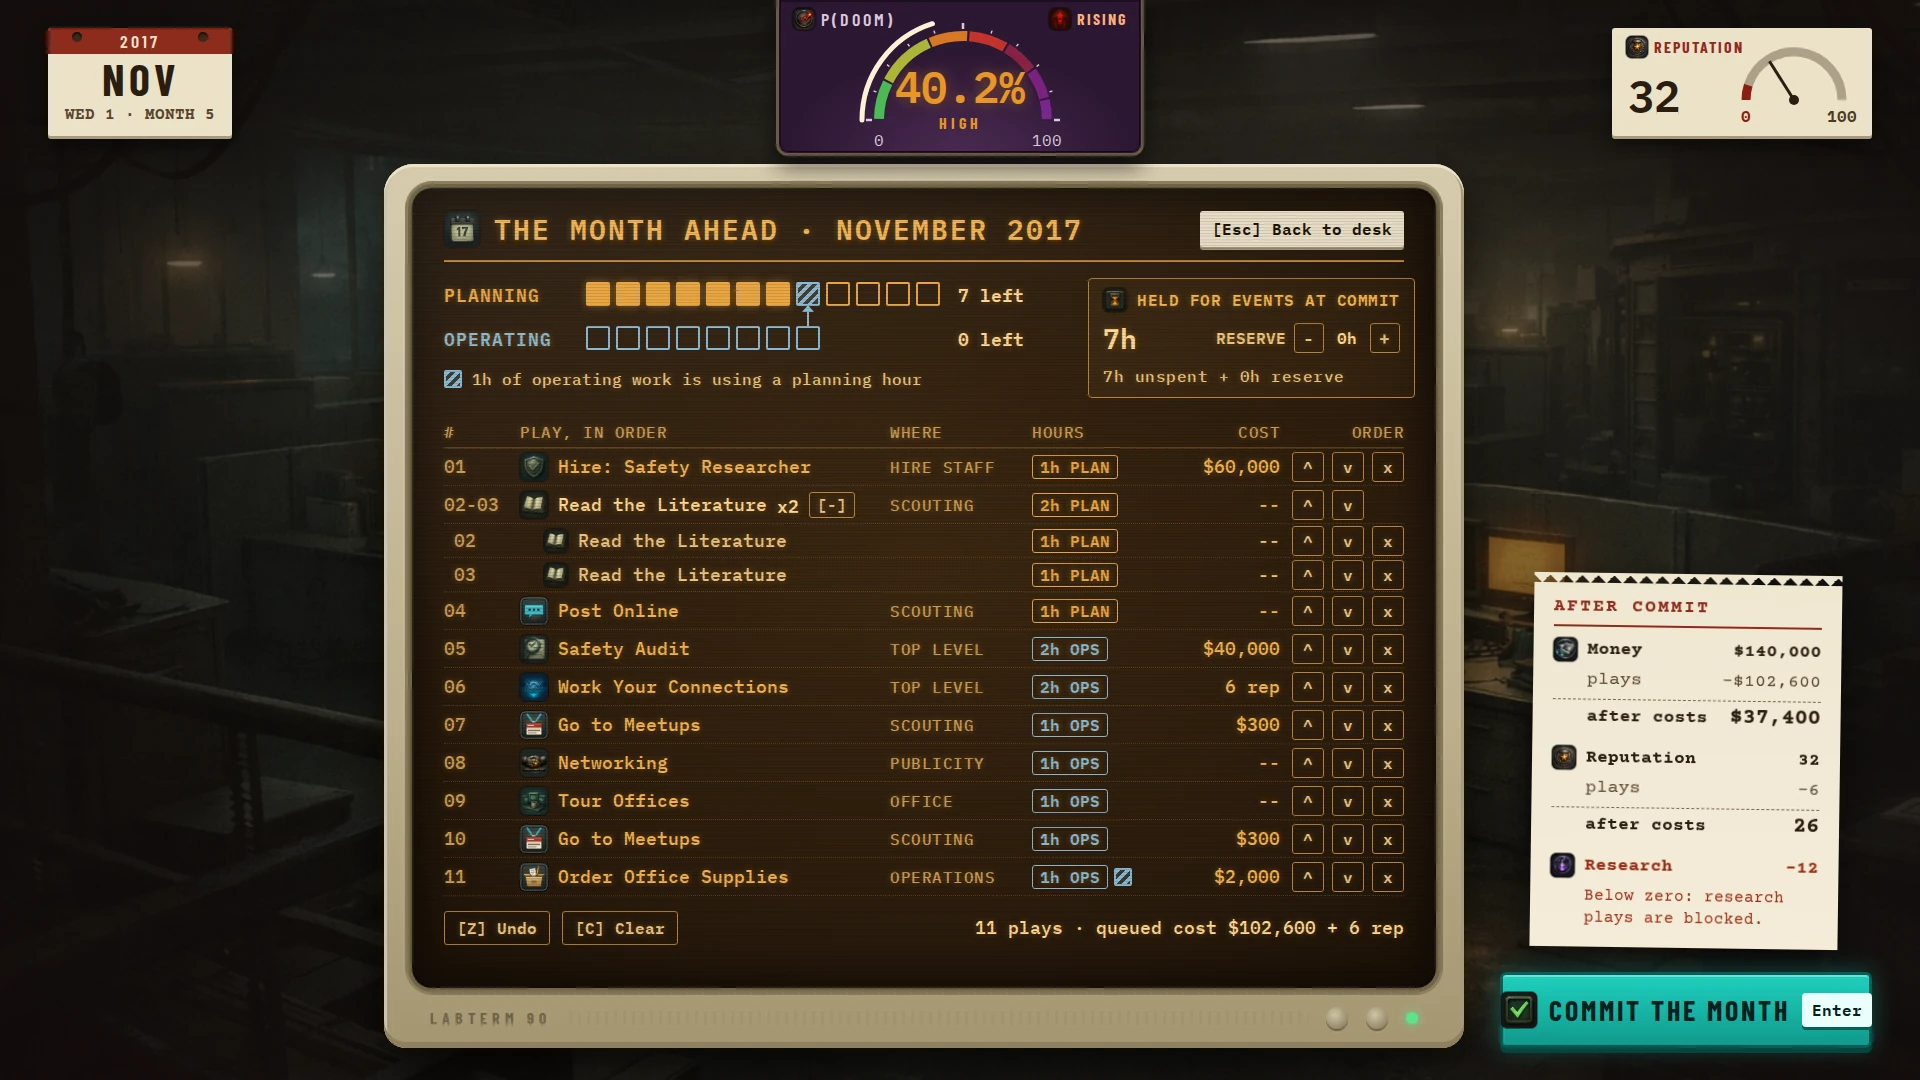 2017
NOV
WED 1 · MONTH 5
P(DOOM)
RISING
40.2%
HIGH
0
100
REPUTATION
32
0
100
THE MONTH AHEAD · NOVEMBER 2017
[Esc] Back to desk
PLANNING
7 left
OPERATING
0 left
1h of operating work is using a planning hour
HELD FOR EVENTS AT COMMIT
7h RESERVE - 0h +
7h unspent + 0h reserve
# PLAY, IN ORDER WHERE HOURS COST ORDER
01 Hire: Safety Researcher HIRE STAFF 1h PLAN $60,000 ^ v x
02-03 Read the Literature x2 [-] SCOUTING 2h PLAN -- ^ v
02 Read the Literature 1h PLAN -- ^ v x
03 Read the Literature 1h PLAN -- ^ v x
04 Post Online SCOUTING 1h PLAN -- ^ v x
05 Safety Audit TOP LEVEL 2h OPS $40,000 ^ v x
06 Work Your Connections TOP LEVEL 2h OPS 6 rep ^ v x
07 Go to Meetups SCOUTING 1h OPS $300 ^ v x
08 Networking PUBLICITY 1h OPS -- ^ v x
09 Tour Offices OFFICE 1h OPS -- ^ v x
10 Go to Meetups SCOUTING 1h OPS $300 ^ v x
11 Order Office Supplies OPERATIONS 1h OPS $2,000 ^ v x
[Z] Undo [C] Clear 11 plays · queued cost $102,600 + 6 rep
LABTERM 90
AFTER COMMIT
Money $140,000
plays -$102,600
after costs $37,400
Reputation 32
plays -6
after costs 26
Research -12
Below zero: research
plays are blocked.
COMMIT THE MONTH Enter
17